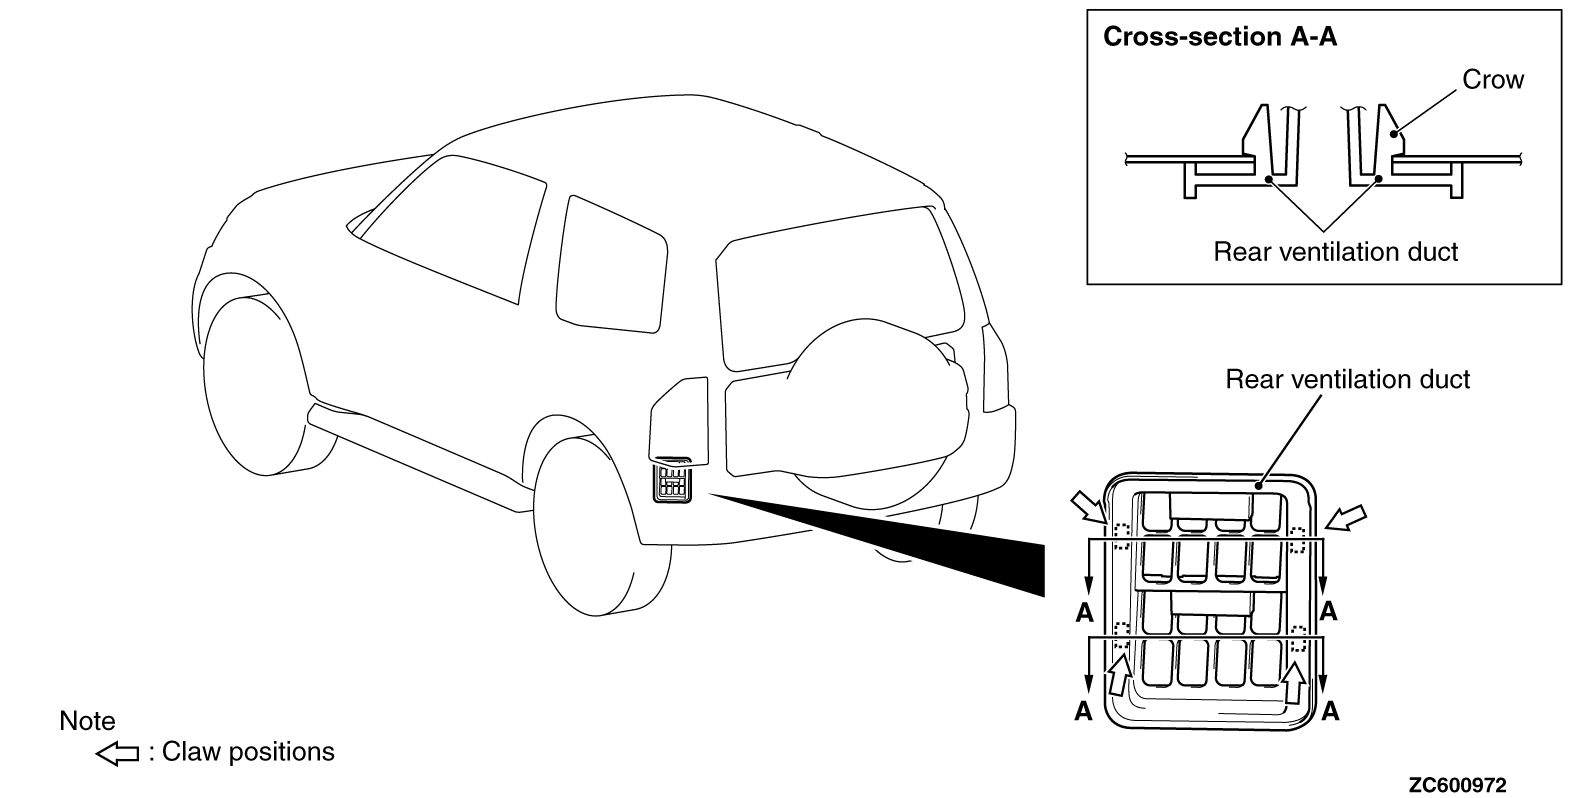 Cross-section A-A
Crow
Rear ventilation duct
Rear ventilation duct
A
A
A
A
Note
: Claw positions
ZC600972